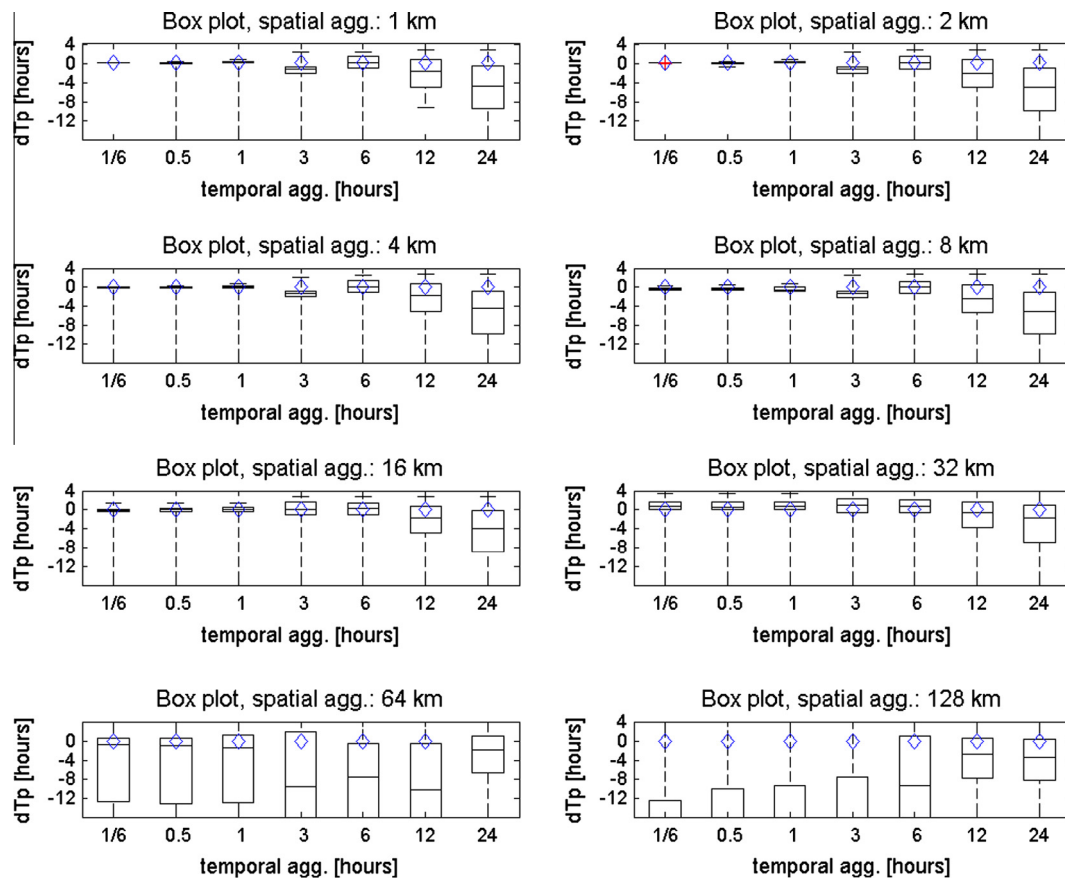 Box plot, spatial agg.: 1 km
dTp [hours]
4
0
-4
-8
-12
1/6 0.5 1 3 6 12 24
temporal agg. [hours]
Box plot, spatial agg.: 2 km
dTp [hours]
4
0
-4
-8
-12
1/6 0.5 1 3 6 12 24
temporal agg. [hours]
Box plot, spatial agg.: 4 km
dTp [hours]
4
0
-4
-8
-12
1/6 0.5 1 3 6 12 24
temporal agg. [hours]
Box plot, spatial agg.: 8 km
dTp [hours]
4
0
-4
-8
-12
1/6 0.5 1 3 6 12 24
temporal agg. [hours]
Box plot, spatial agg.: 16 km
dTp [hours]
4
0
-4
-8
-12
1/6 0.5 1 3 6 12 24
temporal agg. [hours]
Box plot, spatial agg.: 32 km
dTp [hours]
4
0
-4
-8
-12
1/6 0.5 1 3 6 12 24
temporal agg. [hours]
Box plot, spatial agg.: 64 km
dTp [hours]
0
-4
-8
-12
1/6 0.5 1 3 6 12 24
temporal agg. [hours]
Box plot, spatial agg.: 128 km
dTp [hours]
4
0
-4
-8
-12
1/6 0.5 1 3 6 12 24
temporal agg. [hours]